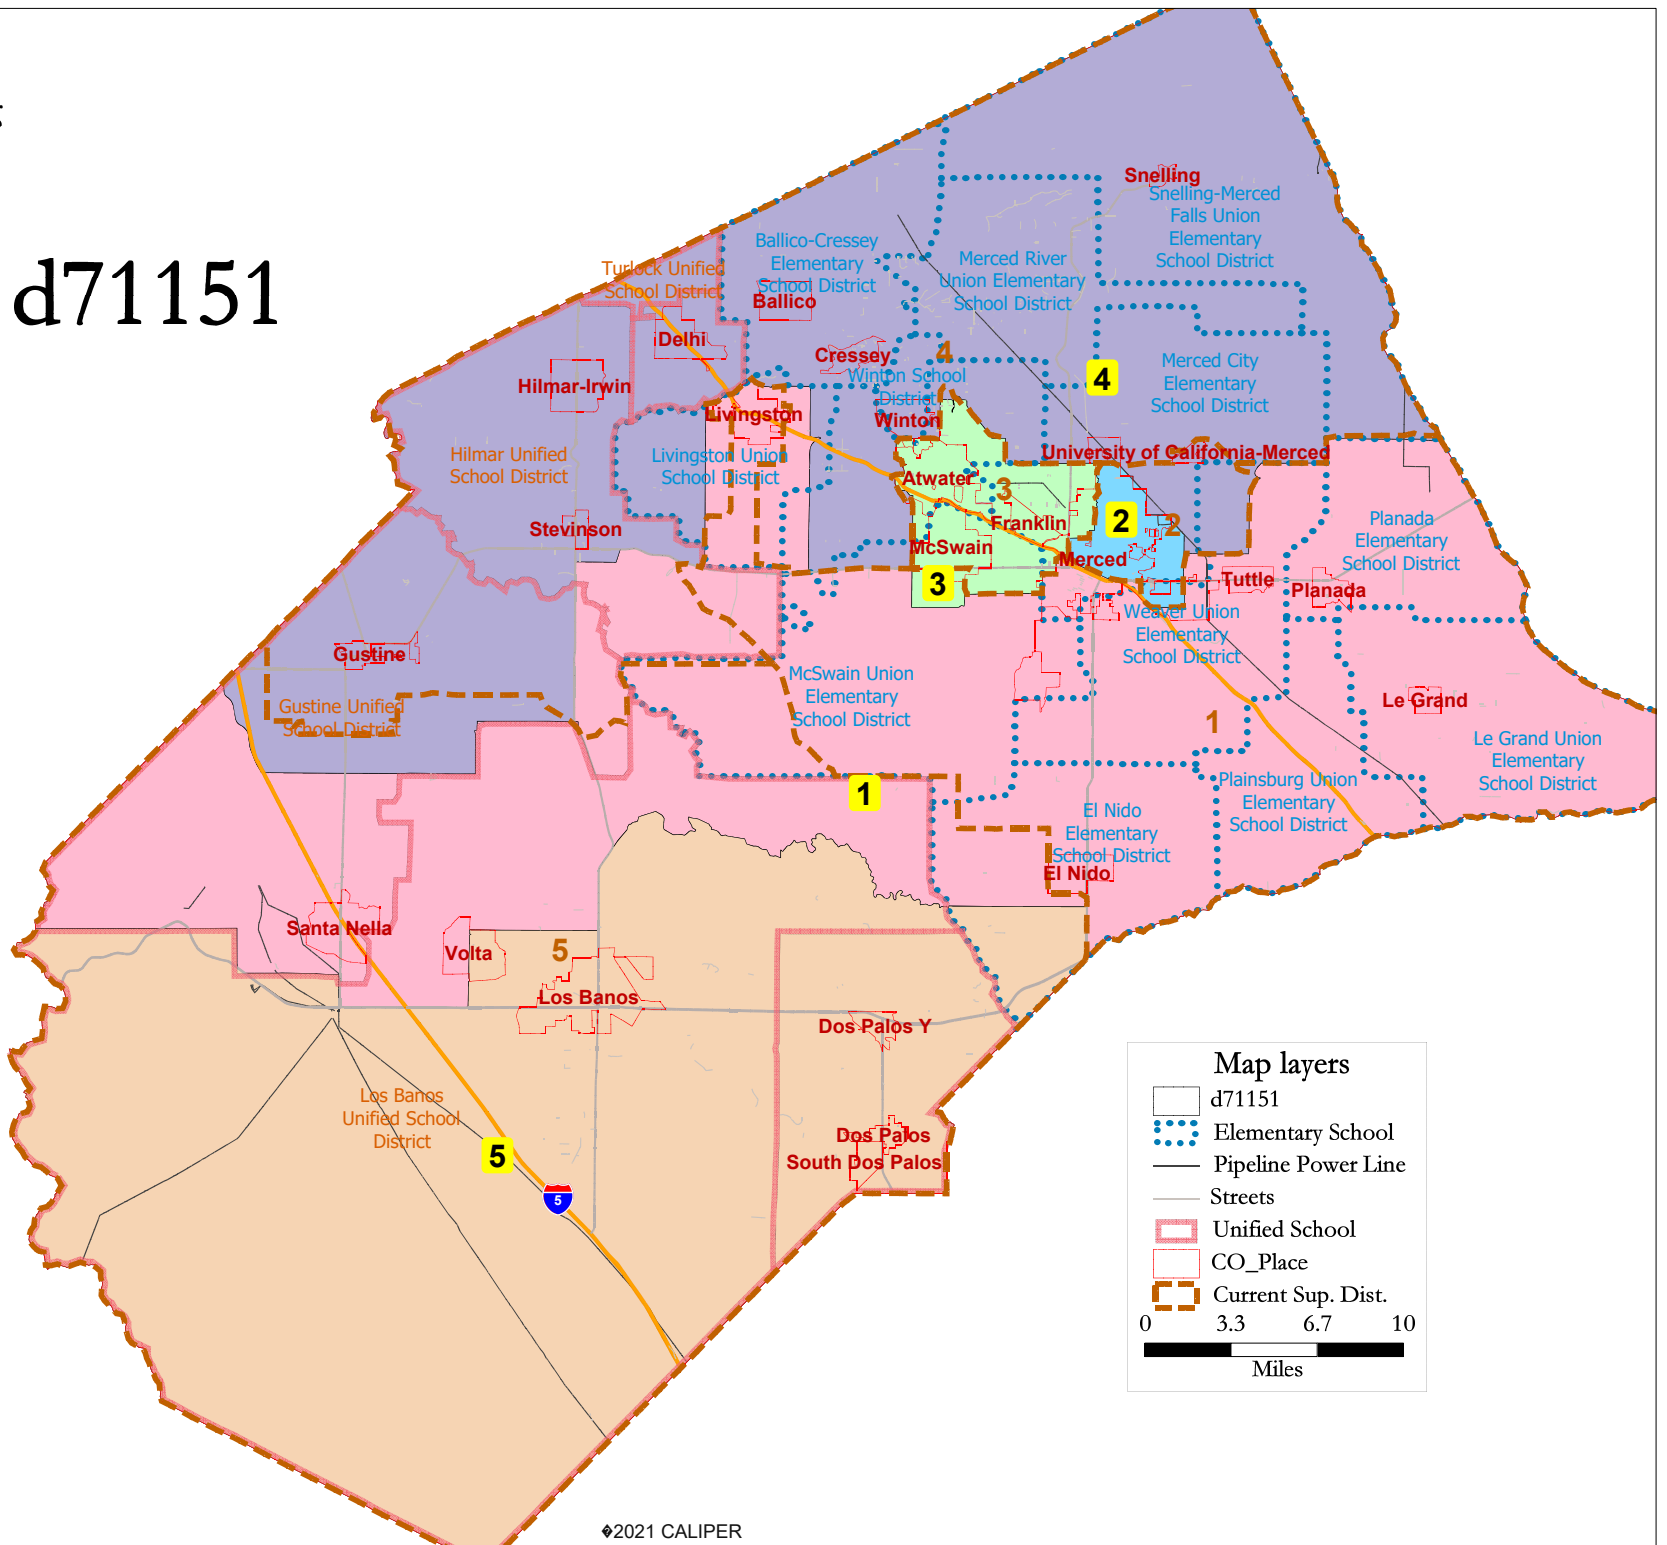 d71151
Snelling
Snelling-Merced
Falls Union
Elementary
School District
Ballico-Cressey
Elementary
School District
Ballico
Merced River
Union Elementary
School District
Turlock Unified
School District
Delhi
Hilmar-Irwin
Cressey
4
Winton School
District
4
Merced City
Elementary
School District
Livingston
Winton
University of California-Merced
Hilmar Unified
School District
Livingston Union
School District
Atwater
3
Stevinson
Franklin
2
2
McSwain
Merced
3
Planada
Elementary
School District
Tuttle
Planada
Weaver Union
Elementary
School District
Gustine
Gustine Unified
School District
McSwain Union
Elementary
School District
Le Grand
1
Le Grand Union
Elementary
School District
1
Plainsburg Union
Elementary
School District
El Nido
Elementary
School District
El Nido
Santa Nella
Volta
5
Los Banos
Dos Palos Y
Los Banos
Unified School
District
5
5
Dos Palos
South Dos Palos
Map layers
d71151
Elementary School
Pipeline Power Line
Streets
Unified School
CO_Place
Current Sup. Dist.
0 3.3 6.7 10
Miles
�2021 CALIPER